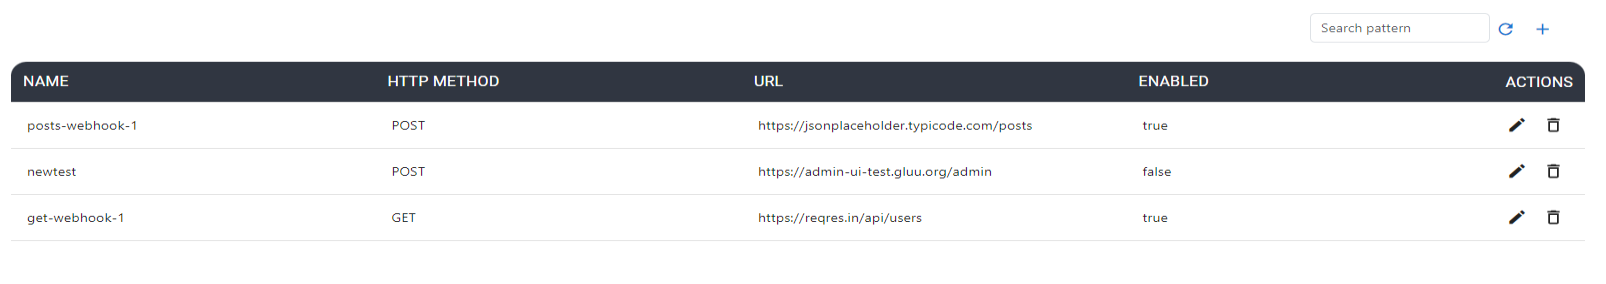 Search pattern
NAME HTTP METHOD URL ENABLED ACTIONS
posts-webhook-1 POST https://jsonplaceholder.typicode.com/posts true
newtest POST https://admin-ui-test.gluu.org/admin false
get-webhook-1 GET https://reqres.in/api/users true